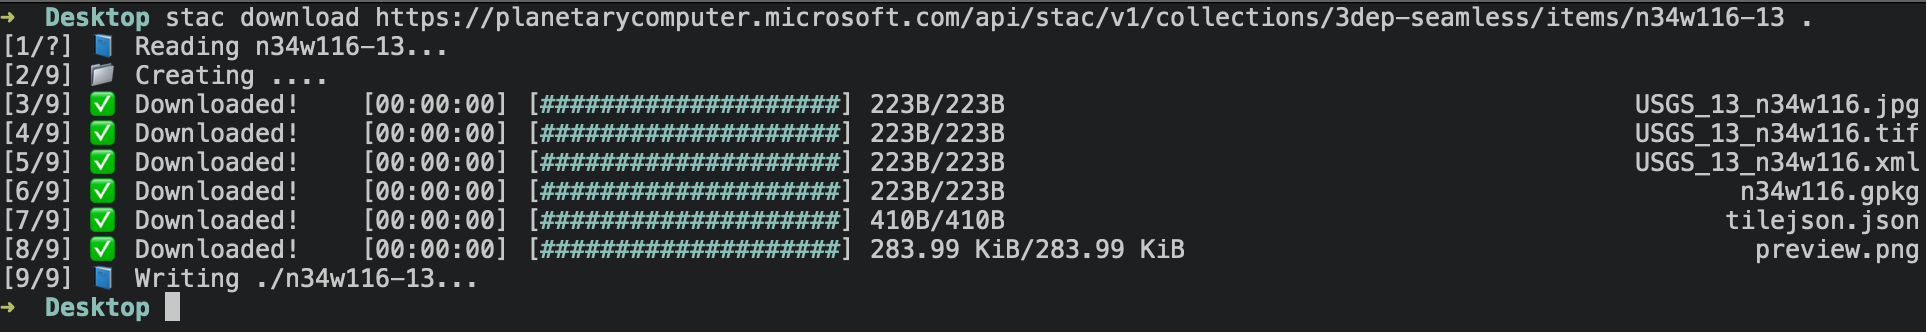 → Desktop stac download https://planetarycomputer.microsoft.com/api/stac/v1/collections/3dep-seamless/items/n34w116-13 .
[1/?] 📘 Reading n34w116-13...
[2/9] 📁 Creating ....
[3/9] ✅ Downloaded! [00:00:00] [####################] 223B/223B USGS_13_n34w116.jpg
[4/9] ✅ Downloaded! [00:00:00] [####################] 223B/223B USGS_13_n34w116.tif
[5/9] ✅ Downloaded! [00:00:00] [####################] 223B/223B USGS_13_n34w116.xml
[6/9] ✅ Downloaded! [00:00:00] [####################] 223B/223B n34w116.gpkg
[7/9] ✅ Downloaded! [00:00:00] [####################] 410B/410B tilejson.json
[8/9] ✅ Downloaded! [00:00:00] [####################] 283.99 KiB/283.99 KiB preview.png
[9/9] 📘 Writing ./n34w116-13...
→ Desktop